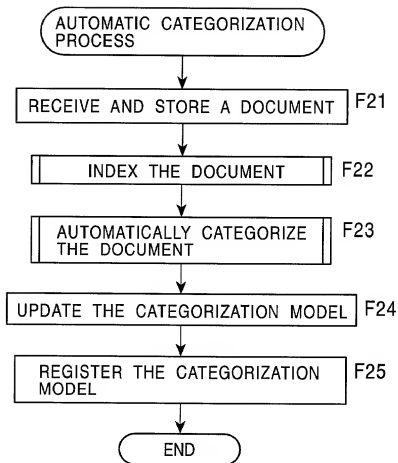 AUTOMATIC CATEGORIZATION
PROCESS
RECEIVE AND STORE A DOCUMENT F21
INDEX THE DOCUMENT F22
AUTOMATICALLY CATEGORIZE F23
THE DOCUMENT
UPDATE THE CATEGORIZATION MODEL F24
REGISTER THE CATEGORIZATION F25
MODEL
END